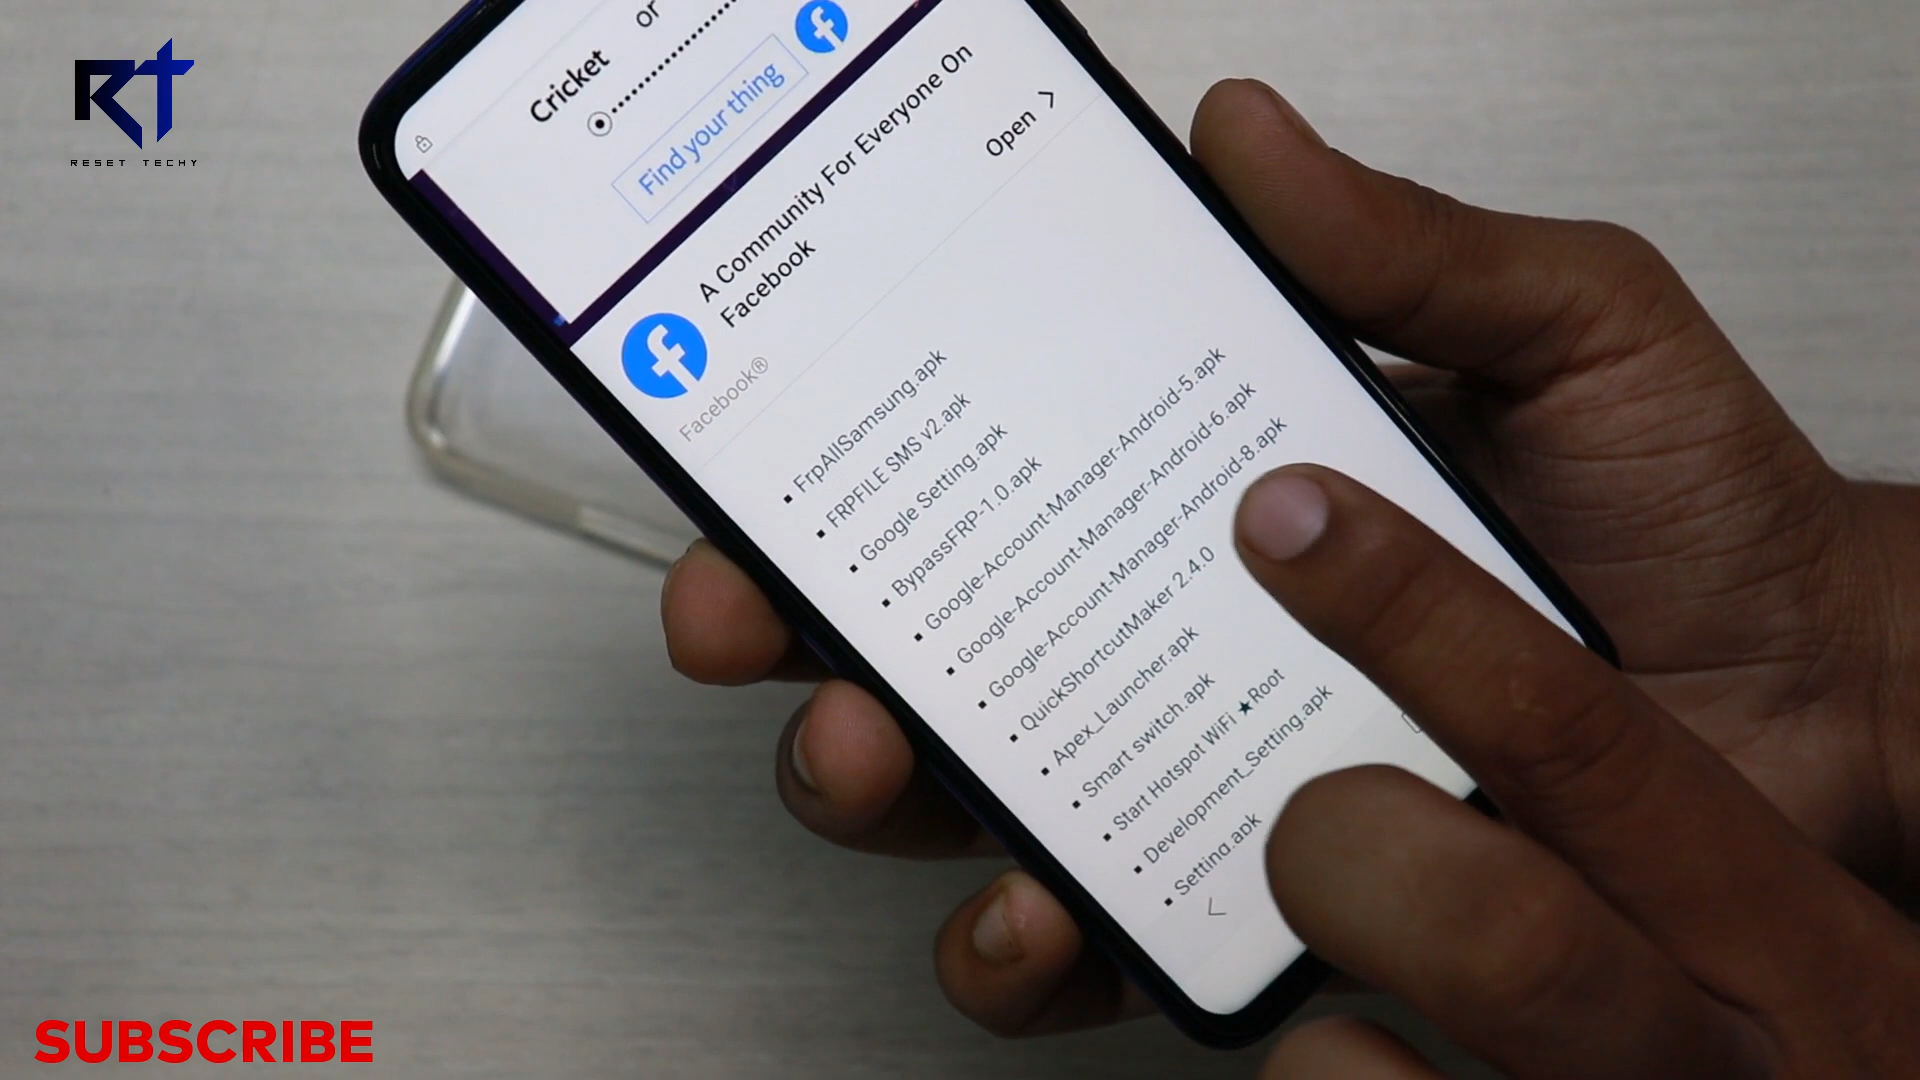 RT
RESET TECHY
Cricket or
Find your thing
A Community For Everyone On
Facebook
Open
Facebook®
FrpAllSamsung.apk
FRPFILE SMS v2.apk
Google Setting.apk
BypassFRP-1.0.apk
Google-Account-Manager-Android-5.apk
Google-Account-Manager-Android-6.apk
Google-Account-Manager-Android-8.apk
QuickShortcutMaker 2.4.0
Apex_Launcher.apk
Smart switch.apk
Start Hotspot WiFi ★Root
Development_Setting.apk
Setting.apk
SUBSCRIBE